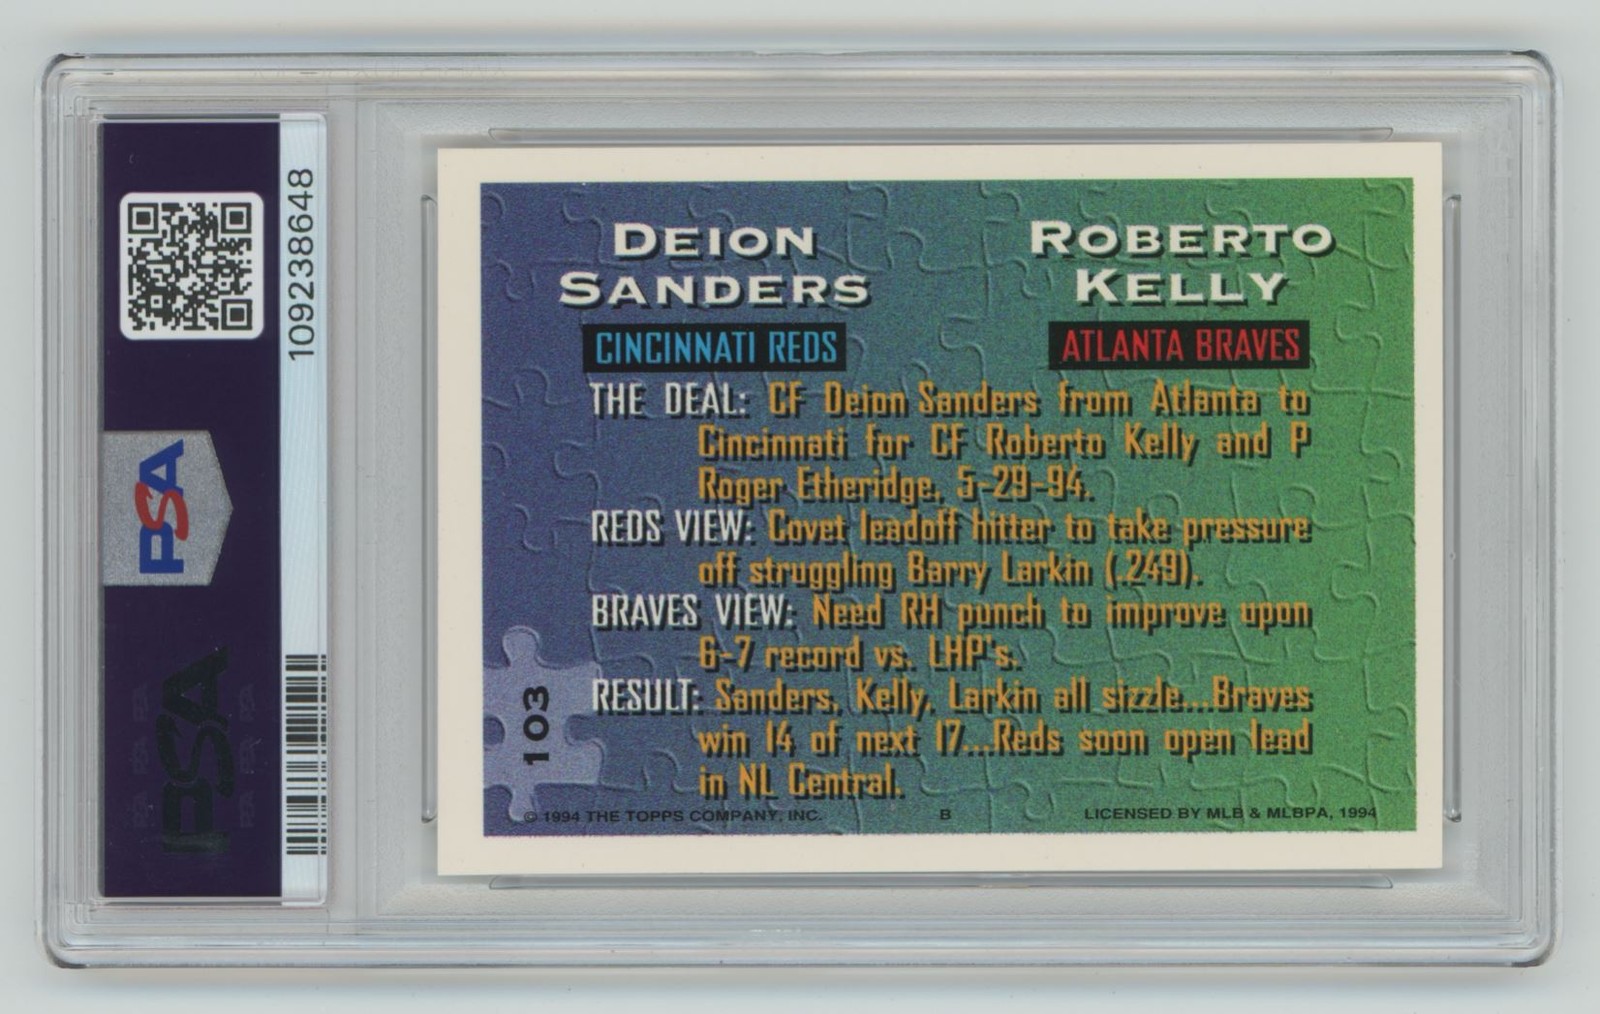 109238648
PSA
PSA
DEION
SANDERS
CINCINNATI REDS
ROBERTO
KELLY
ATLANTA BRAVES
THE DEAL: CF Deion Sanders from Atlanta to
Cincinnati for CF Roberto Kelly and P
Roger Etheridge, 5-29-94.
REDS VIEW: Covet leadoff hitter to take pressure
off struggling Barry Larkin (.249).
BRAVES VIEW: Need RH punch to improve upon
6-7 record vs. LHP's.
RESULT: Sanders, Kelly, Larkin all sizzle...Braves
win 14 of next 17...Reds soon open lead
in NL Central.
103
© 1994 THE TOPPS COMPANY, INC. B LICENSED BY MLB & MLBPA, 1994